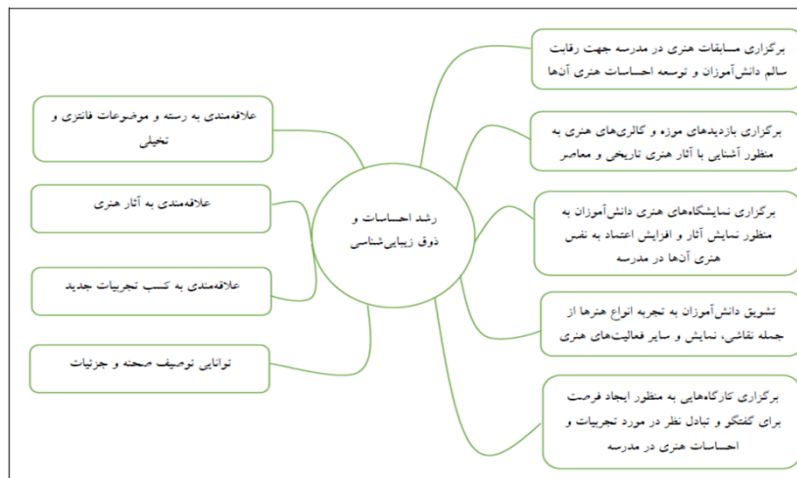 برگزاری مسابقات هنری در مدرسه جهت رقابت
سالم دانش‌آموزان و توسعه احساسات هنری آن‌ها
برگزاری بازدیدهای موزه و گالری‌های هنری به
منظور آشنایی با آثار هنری تاریخی و معاصر
برگزاری نمایشگاه‌های هنری دانش‌آموزان به
منظور نمایش آثار و افزایش اعتماد به نفس
هنری آن‌ها در مدرسه
تشویق دانش‌آموزان به تجربه انواع هنرها از
جمله نقاشی، نمایش و سایر فعالیت‌های هنری
برگزاری کارگاه‌هایی به منظور ایجاد فرصت
برای گفتگو و تبادل نظر در مورد تجربیات و
احساسات هنری در مدرسه
رشد احساسات و
ذوق زیبایی‌شناسی
علاقه‌مندی به رسته و موضوعات فانتزی و
تخیلی
علاقه‌مندی به آثار هنری
علاقه‌مندی به کسب تجربیات جدید
توانایی توصیف صحنه و جزئیات